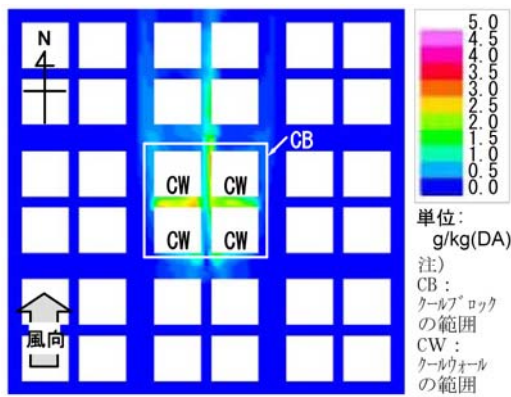 N
CB
CW CW
CW CW
風向
5.0
4.5
4.0
3.5
3.0
2.5
2.0
1.5
1.0
0.5
0.0
単位:
g/kg(DA)
注)
CB:
クールブロック
の範囲
CW:
クールウォール
の範囲